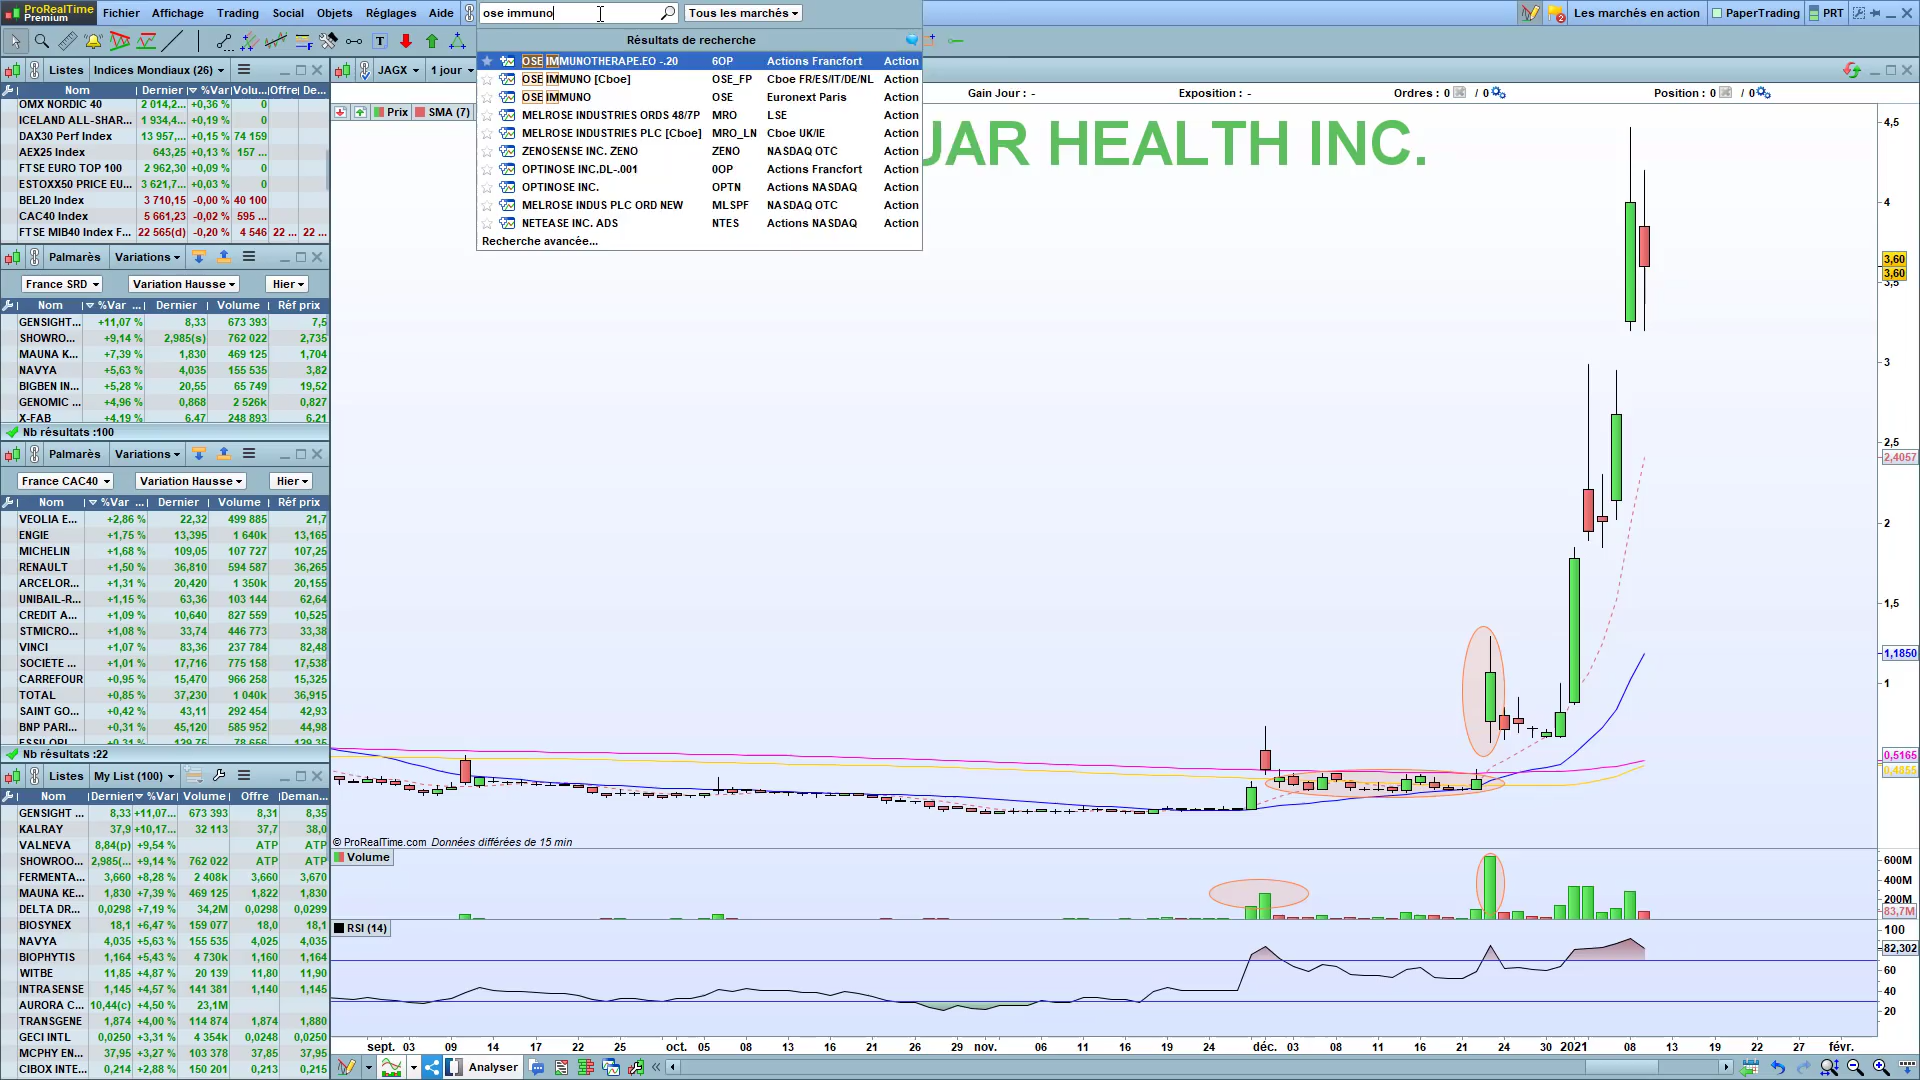 ProRealTime Premium Fichier Affichage Trading Social Objets Réglages Aide ose immuno Tous les marchés Les marchés en action PaperTrading PRT
Listes Indices Mondiaux (26)
Dernier %Var Volu... Offre De...
OMX NORDIC 40 2 014,2... +0,36 % 0
ICELAND ALL-SHAR... 1 934,4... +0,19 % 0
DAX30 Perf Index 13 957,... +0,15 % 74 159
AEX25 Index 643,25 +0,13 % 157 ...
FTSE EURO TOP 100 2 962,30 +0,09 % 0
ESTOXX50 PRICE EU... 3 621,7... +0,03 % 0
BEL20 Index 3 710,15 -0,02 % 40 100
CAC40 Index 5 661,23 -0,02 % 595 ...
FTSE MIB40 Index F... 22 565(d) -0,20 % 4 546 22 ... 22 ...
Palmarès Variations
France SRD Variation Hausse Hier
Nom %Var ... Dernier Volume Réf prix
GENSIGHT... +11,07 % 8,33 673 393 7,5
SHOWRO... +9,14 % 2,985(s) 762 022 2,735
MAUNA K... +7,39 % 1,830 469 125 1,704
NAVYA +5,63 % 4,035 155 535 3,82
BIGBEN IN... +5,28 % 20,55 65 749 19,52
GENOMIC ... +4,96 % 0,868 2 526k 0,827
X-FAB +4,19 % 6,47 248 893 6,21
Nb résultats :100
Palmarès Variations
France CAC40 Variation Hausse Hier
Nom %Var ... Dernier Volume Réf prix
VEOLIA E... +2,86 % 22,32 499 885 21,7
ENGIE +1,75 % 13,395 1 640k 13,165
MICHELIN +1,68 % 109,05 107 727 107,25
RENAULT +1,50 % 36,810 594 587 36,265
ARCELOR... +1,31 % 20,420 1 350k 20,155
UNIBAIL-R... +1,15 % 63,36 103 144 62,64
CREDIT A... +1,09 % 10,640 827 559 10,525
STMICRO... +1,08 % 33,74 446 773 33,38
VINCI +1,07 % 83,36 237 784 82,48
SOCIETE ... +1,01 % 17,716 775 158 17,538
CARREFOUR +0,95 % 15,470 966 258 15,325
TOTAL +0,85 % 37,230 1 040k 36,915
SAINT GO... +0,42 % 43,11 292 454 42,93
BNP PARI... +0,31 % 45,120 585 952 44,98
ESSILORL... +0,31 % 129,75 78 656 129,35
Nb résultats :22
Listes My List (100)
Nom Dernier %Var Volume Offre Deman...
GENSIGHT ... 8,33 +11,07... 673 393 8,31 8,35
KALRAY 37,9 +10,17... 32 113 37,7 38,0
VALNEVA 8,84(p) +9,54 % ATP ATP
SHOWROO... 2,985(... +9,14 % 762 022 ATP ATP
FERMENTA... 3,660 +8,28 % 2 408k 3,660 3,670
MAUNA KE... 1,830 +7,39 % 469 125 1,822 1,830
DELTA DR... 0,0298 +7,19 % 34,2M 0,0298 0,0299
BIOSYNEX 18,1 +6,47 % 159 077 18,0 18,1
NAVYA 4,035 +5,63 % 155 535 4,025 4,035
BIOPHYTIS 1,164 +5,43 % 4 730k 1,160 1,164
WITBE 11,85 +4,87 % 20 139 11,80 11,90
INTRASENSE 1,145 +4,57 % 141 381 1,140 1,145
AURORA C... 10,44(c) +4,50 % 23,1M
TRANSGENE 1,874 +4,00 % 114 874 1,874 1,880
GECI INTL 0,0250 +3,31 % 4 354k 0,0248 0,0250
MCPHY EN... 37,95 +3,27 % 103 378 37,85 37,95
CIBOX INTE... 0,214 +2,88 % 150 201 0,213 0,215
Résultats de recherche
OSE IMMUNOTHERAPE.EO -.20 6OP Actions Francfort Action
OSE IMMUNO [Cboe] OSE_FP Cboe FR/ES/IT/DE/NL Action
OSE IMMUNO OSE Euronext Paris Action
MELROSE INDUSTRIES ORDS 48/7P MRO LSE Action
MELROSE INDUSTRIES PLC [Cboe] MRO_LN Cboe UK/IE Action
ZENOSENSE INC. ZENO ZENO NASDAQ OTC Action
OPTINOSE INC.DL-.001 0OP Actions Francfort Action
OPTINOSE INC. OPTN Actions NASDAQ Action
MELROSE INDUS PLC ORD NEW MLSPF NASDAQ OTC Action
NETEASE INC. ADS NTES Actions NASDAQ Action
Recherche avancée...
JAGX 1 jour
Gain Jour : - Exposition : - Ordres : 0 / 0 Position : 0 / 0
Prix SMA (7)
UAR HEALTH INC.
4,5
4
3,60
3,60
3,5
3
2,5
2,4057
2
1,5
1,1850
1
0,5165
0,4855
© ProRealTime.com Données différées de 15 min
Volume
600M
400M
200M
83,7M
RSI (14)
100
82,302
60
40
20
sept. 03 09 14 17 22 25 oct. 05 08 13 16 21 26 29 nov. 06 11 16 19 24 déc. 03 08 11 16 21 24 30 2021 08 13 19 22 27 févr.
Analyser